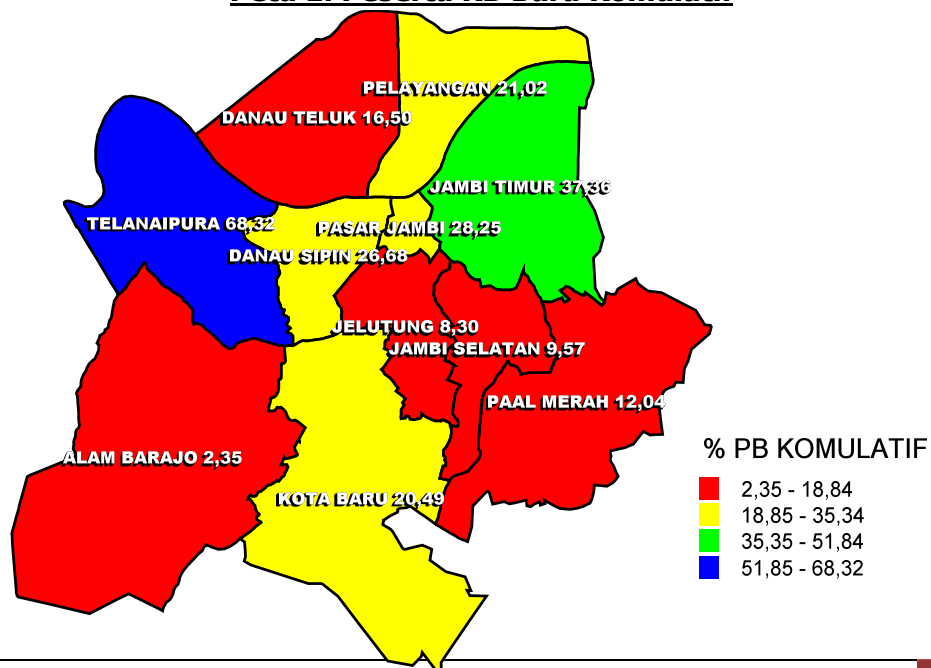 PELAYANGAN 21,02
DANAU TELUK 16,50
JAMBI TIMUR 37,36
TELANAIPURA 68,32
PASAR JAMBI 28,25
DANAU SIPIN 26,68
JELUTUNG 8,30
JAMBI SELATAN 9,57
PAAL MERAH 12,04
ALAM BARAJO 2,35
KOTA BARU 20,49
% PB KOMULATIF
2,35 - 18,84
18,85 - 35,34
35,35 - 51,84
51,85 - 68,32